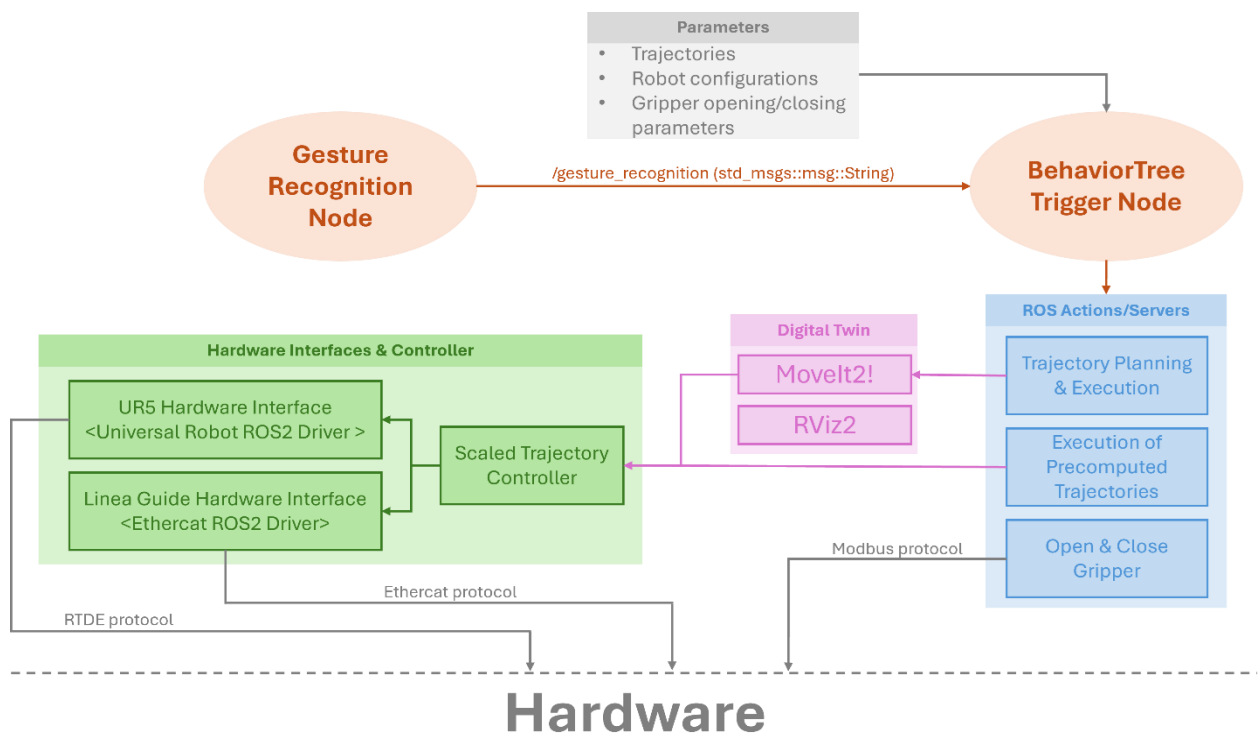 Parameters
• Trajectories
• Robot configurations
• Gripper opening/closing
parameters
Gesture
Recognition
Node
/gesture_recognition (std_msgs::msg::String)
BehaviorTree
Trigger Node
ROS Actions/Servers
Trajectory Planning
& Execution
Execution of
Precomputed
Trajectories
Open & Close
Gripper
Digital Twin
MoveIt2!
RViz2
Hardware Interfaces & Controller
UR5 Hardware Interface
<Universal Robot ROS2 Driver >
Linea Guide Hardware Interface
<Ethercat ROS2 Driver>
Scaled Trajectory
Controller
Modbus protocol
Ethercat protocol
RTDE protocol
Hardware